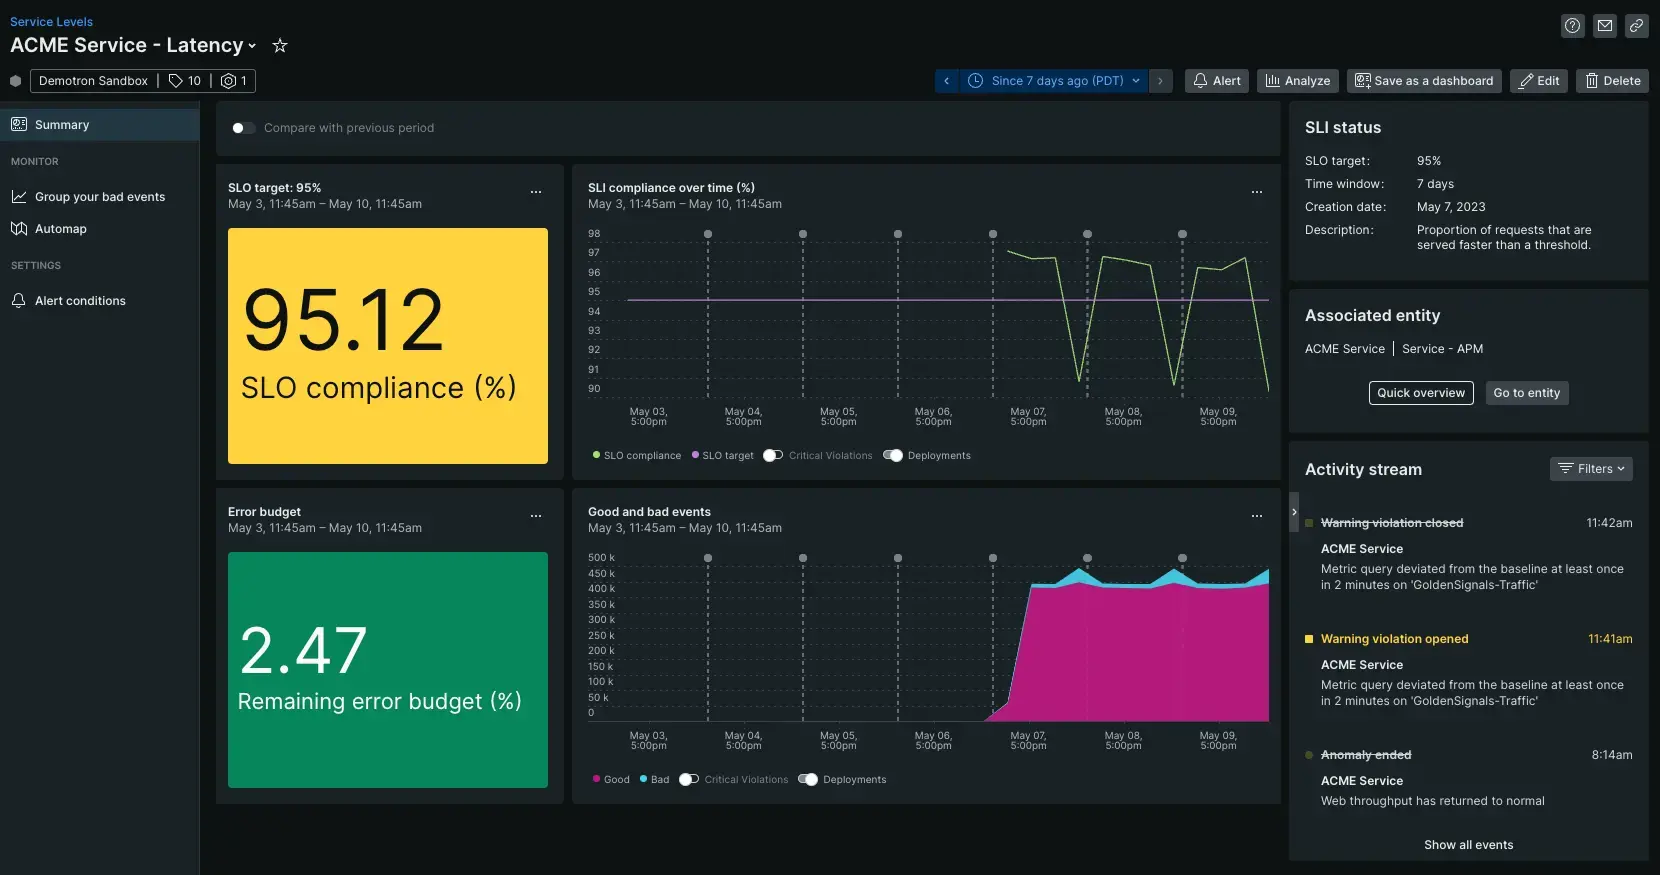 Service Levels
ACME Service - Latency
Demotron Sandbox | 10 | 1
Since 7 days ago (PDT)
Alert
Analyze
Save as a dashboard
Edit
Delete
Summary
MONITOR
Group your bad events
Automap
SETTINGS
Alert conditions
Compare with previous period
SLO target: 95%
...
May 3, 11:45am – May 10, 11:45am
95.12
SLO compliance (%)
SLI compliance over time (%)
...
May 3, 11:45am – May 10, 11:45am
98
97
96
95
94
93
92
91
90
May 03, 5:00pm
May 04, 5:00pm
May 05, 5:00pm
May 06, 5:00pm
May 07, 5:00pm
May 08, 5:00pm
May 09, 5:00pm
SLO compliance
SLO target
Critical Violations
Deployments
Error budget
...
May 3, 11:45am – May 10, 11:45am
2.47
Remaining error budget (%)
Good and bad events
...
May 3, 11:45am – May 10, 11:45am
500 k
450 k
400 k
350 k
300 k
250 k
200 k
150 k
100 k
50 k
0
May 03, 5:00pm
May 04, 5:00pm
May 05, 5:00pm
May 06, 5:00pm
May 07, 5:00pm
May 08, 5:00pm
May 09, 5:00pm
Good
Bad
Critical Violations
Deployments
SLI status
SLO target: 95%
Time window: 7 days
Creation date: May 7, 2023
Description: Proportion of requests that are
served faster than a threshold.
Associated entity
ACME Service | Service - APM
Quick overview
Go to entity
Activity stream
Filters
Warning violation closed 11:42am
ACME Service
Metric query deviated from the baseline at least once
in 2 minutes on 'GoldenSignals-Traffic'
Warning violation opened 11:41am
ACME Service
Metric query deviated from the baseline at least once
in 2 minutes on 'GoldenSignals-Traffic'
Anomaly ended 8:14am
ACME Service
Web throughput has returned to normal
Show all events